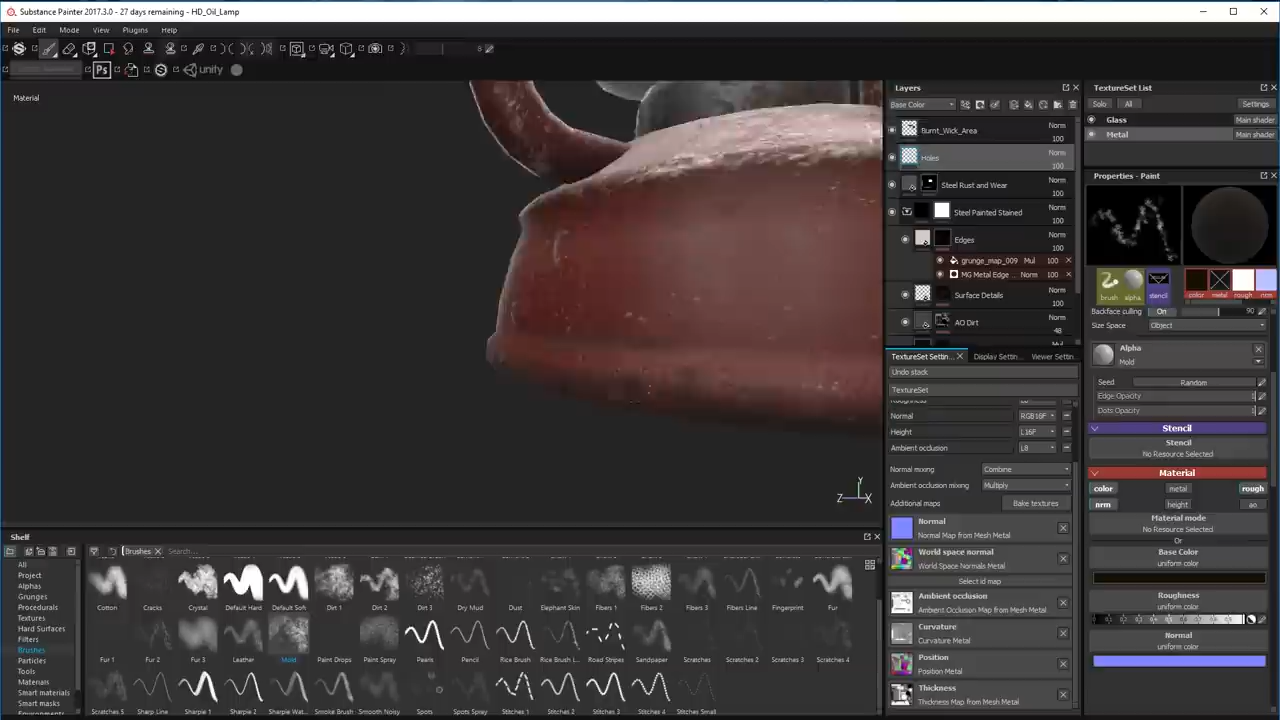 Substance Painter 2017.3.0 - 27 days remaining - HD_Oil_Lamp
File Edit Mode View Plugins Help
Ps unity
Material
Z X Y
Layers
Base Color
Burnt_Wick_Area Norm 100
Holes Norm 100
Steel Rust and Wear Norm 100
Steel Painted Stained Norm 100
Edges Norm 100
grunge_map_009 Mul 100
MG Metal Edge ... Norm 100
Surface Details Norm 100
AO Dirt Norm 48
Mul
TextureSet Settin... Display Settin... Viewer Settin...
Undo stack
TextureSet
Roughness L8
Normal RGB16F
Height L16F
Ambient occlusion L8
Normal mixing Combine
Ambient occlusion mixing Multiply
Additional maps Bake textures
Normal
Normal Map from Mesh Metal
World space normal
World Space Normals Metal
Select id map
Ambient occlusion
Ambient Occlusion Map from Mesh Metal
Curvature
Curvature Metal
Position
Position Metal
Thickness
Thickness Map from Mesh Metal
TextureSet List
Solo All Settings
Glass Main shader
Metal Main shader
Properties - Paint
brush alpha stencil color metal rough nrm
Backface culling On 90
Size Space Object
Alpha
Mold
Seed Random
Edge Opacity 1
Dots Opacity 1
Stencil
Stencil
No Resource Selected
Material
color metal rough
nrm height ao
Material mode
No Resource Selected
Or
Base Color
uniform color
Roughness
uniform color
Normal
uniform color
Shelf
Brushes Search...
All
Project
Alphas
Grunges
Procedurals
Textures
Hard Surfaces
Filters
Brushes
Particles
Tools
Materials
Smart materials
Smart masks
Cotton Cracks Crystal Default Hard Default Soft Dirt 1 Dirt 2 Dirt 3 Dry Mud Dust Elephant Skin Fibers 1 Fibers 2 Fibers 3 Fibers Line Fingerprint Fur
Fur 1 Fur 2 Fur 3 Leather Mold Paint Drops Paint Spray Pearls Pencil Rice Brush Rice Brush L... Road Stripes Sandpaper Scratches Scratches 2 Scratches 3 Scratches 4
Scratches 5 Sharp Line Sharpie 1 Sharpie 2 Sharpie Wat... Smoke Brush Smooth Noisy Spots Spots Spray Stitches 1 Stitches 2 Stitches 3 Stitches 4 Stitches Small